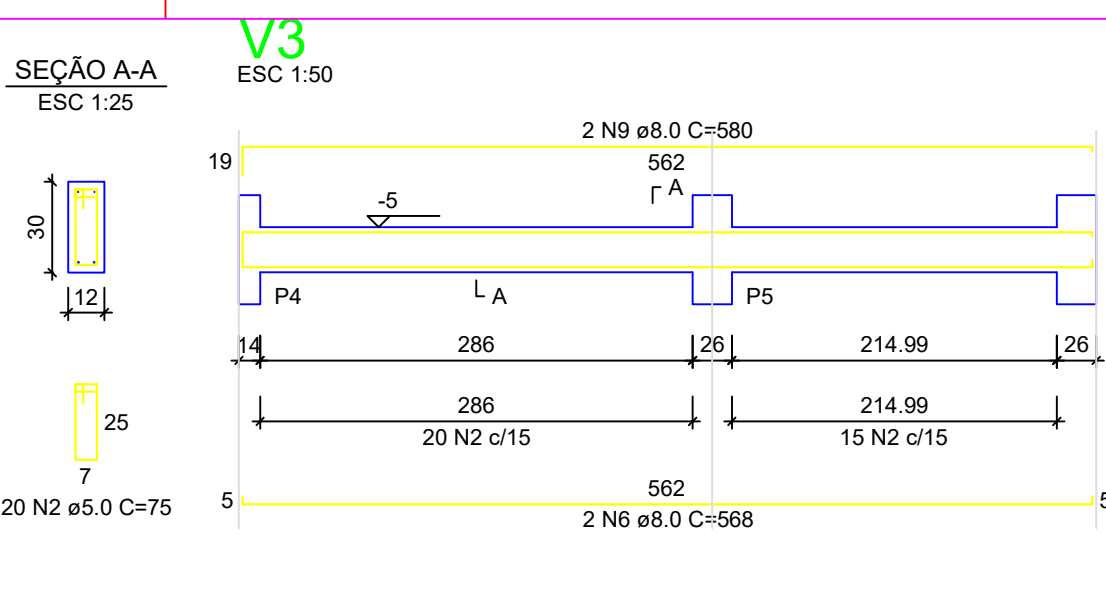 V3
ESC 1:50
SEÇÃO A-A
ESC 1:25
2 N9 ø8.0 C=580
19
562
A
-5
30
12
A
P4
P5
14
286
26
214.99
26
286
214.99
20 N2 c/15
15 N2 c/15
25
7
20 N2 ø5.0 C=75
5
562
5
2 N6 ø8.0 C=568